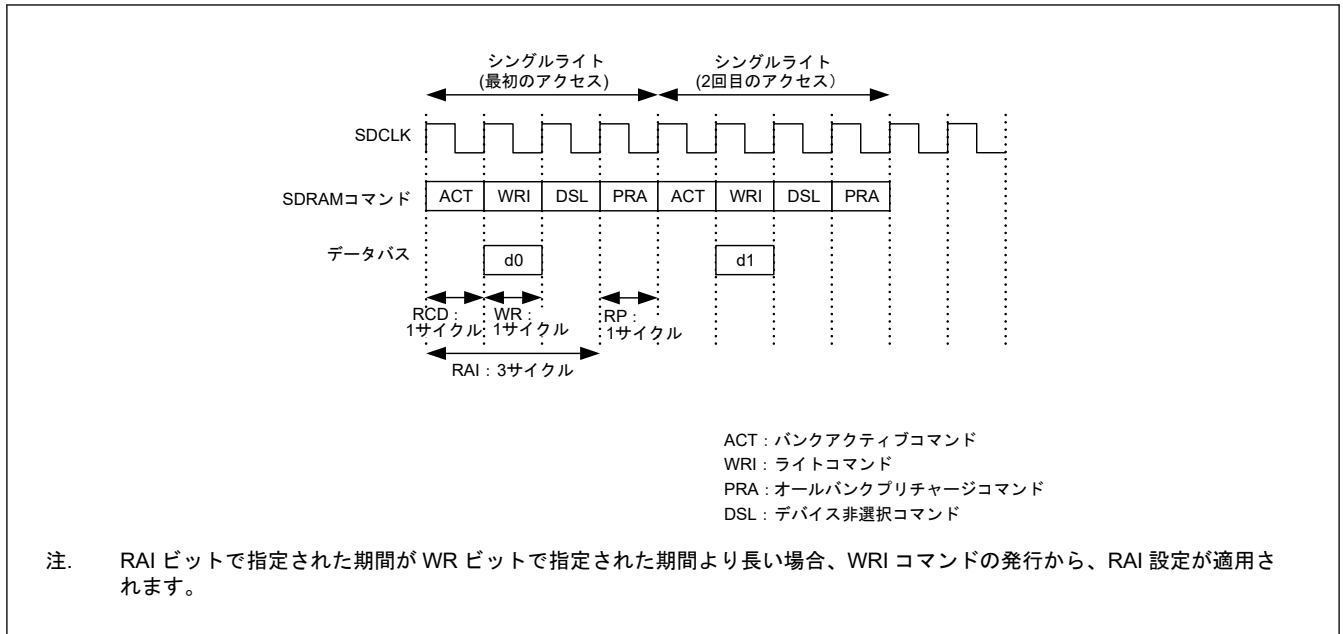 シングルライト
(最初のアクセス)
シングルライト
(2回目のアクセス）
SDCLK
SDRAMコマンド
ACT WRI DSL PRA ACT WRI DSL PRA
データバス
d0 d1
RCD：
1サイクル
WR：
1サイクル
RP：
1サイクル
RAI：3サイクル
ACT：バンクアクティブコマンド
WRI：ライトコマンド
PRA：オールバンクプリチャージコマンド
DSL：デバイス非選択コマンド
注. RAI ビットで指定された期間が WR ビットで指定された期間より長い場合、WRI コマンドの発行から、RAI 設定が適用さ
れます。